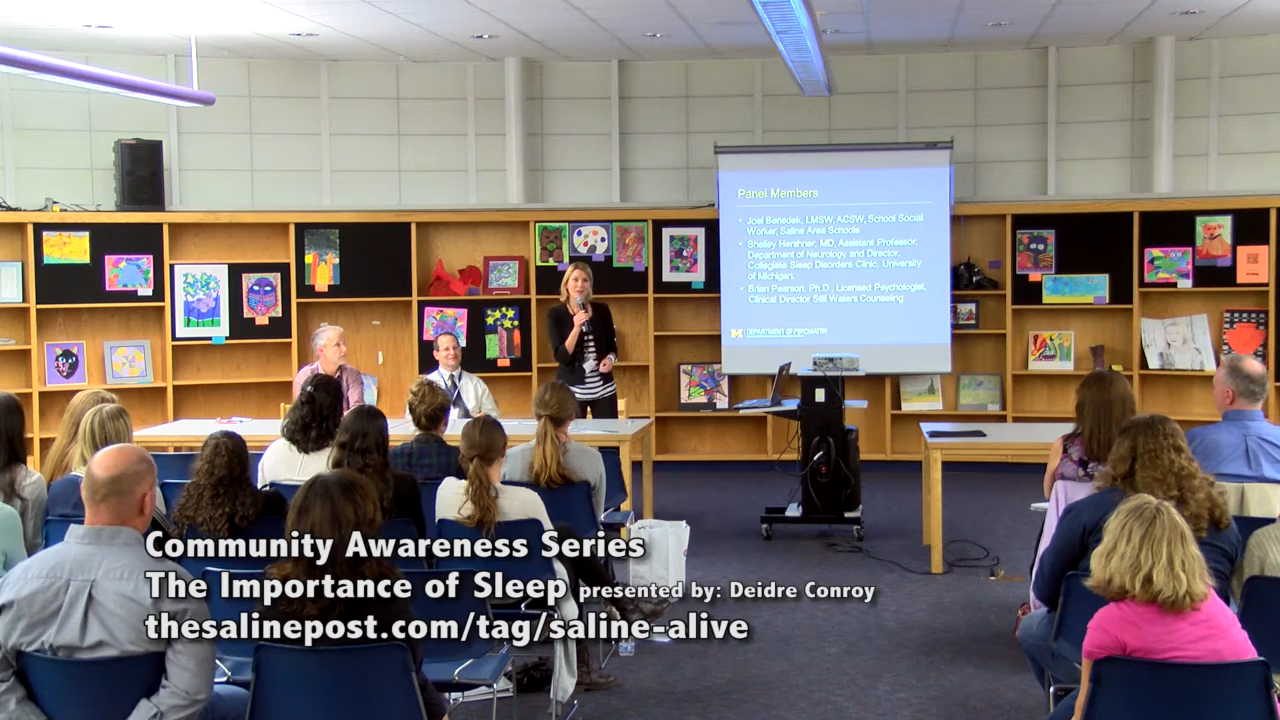 Panel Members
• Joel Benedek, LMSW, ACSW, School Social
Worker, Saline Area Schools
• Shelley Hershner, MD, Assistant Professor,
Department of Neurology and Director,
Collegiate Sleep Disorders Clinic, University
of Michigan.
• Brian Pearson, Ph.D., Licensed Psychologist,
Clinical Director Still Waters Counseling
M DEPARTMENT OF PSYCHIATRY
Community Awareness Series
The Importance of Sleep presented by: Deidre Conroy
thesalinepost.com/tag/saline-alive